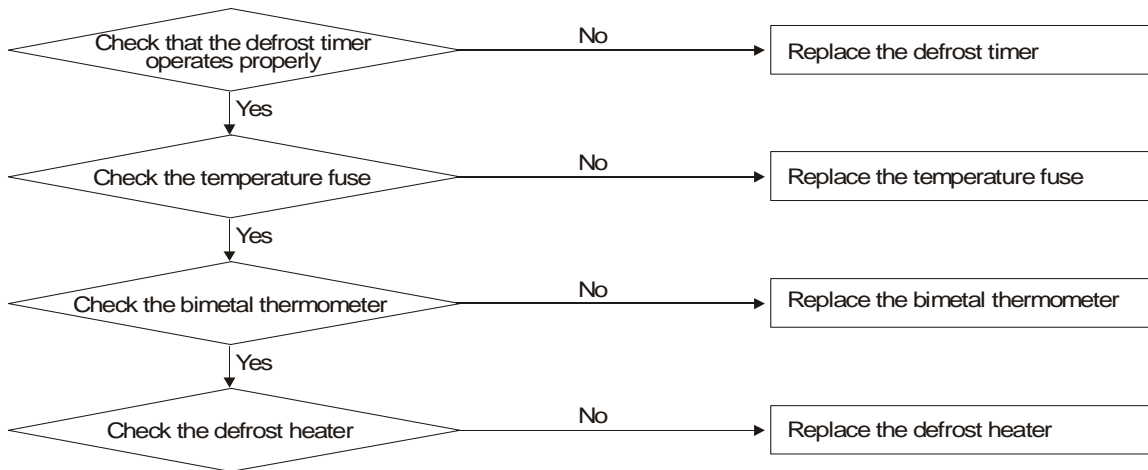 Check that the defrost timer
operates properly
No
Replace the defrost timer
Yes
Check the temperature fuse
No
Replace the temperature fuse
Yes
Check the bimetal thermometer
No
Replace the bimetal thermometer
Yes
Check the defrost heater
No
Replace the defrost heater